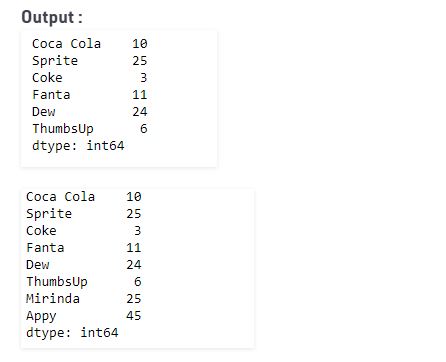 Output :
Coca Cola    10
Sprite       25
Coke          3
Fanta        11
Dew          24
ThumbsUp      6
dtype: int64
Coca Cola    10
Sprite       25
Coke          3
Fanta        11
Dew          24
ThumbsUp      6
Mirinda      25
Appy         45
dtype: int64